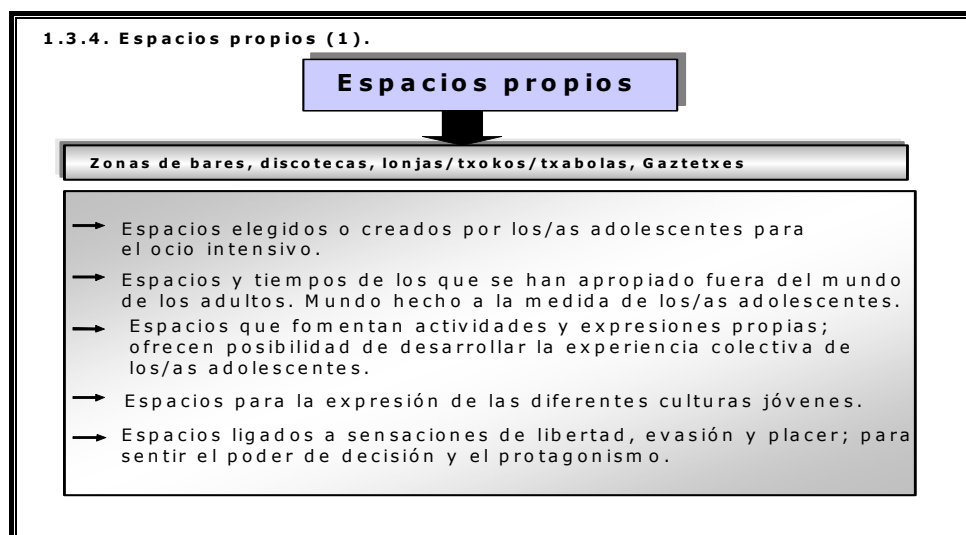 1.3.4. Espacios propios (1).
Espacios propios
Zonas de bares, discotecas, lonjas/txokos/txabolas, Gaztetxes
Espacios elegidos o creados por los/as adolescentes para
el ocio intensivo.
Espacios y tiempos de los que se han apropiado fuera del mundo
de los adultos. Mundo hecho a la medida de los/as adolescentes.
Espacios que fomentan actividades y expresiones propias;
ofrecen posibilidad de desarrollar la experiencia colectiva de
los/as adolescentes.
Espacios para la expresión de las diferentes culturas jóvenes.
Espacios ligados a sensaciones de libertad, evasión y placer; para
sentir el poder de decisión y el protagonismo.